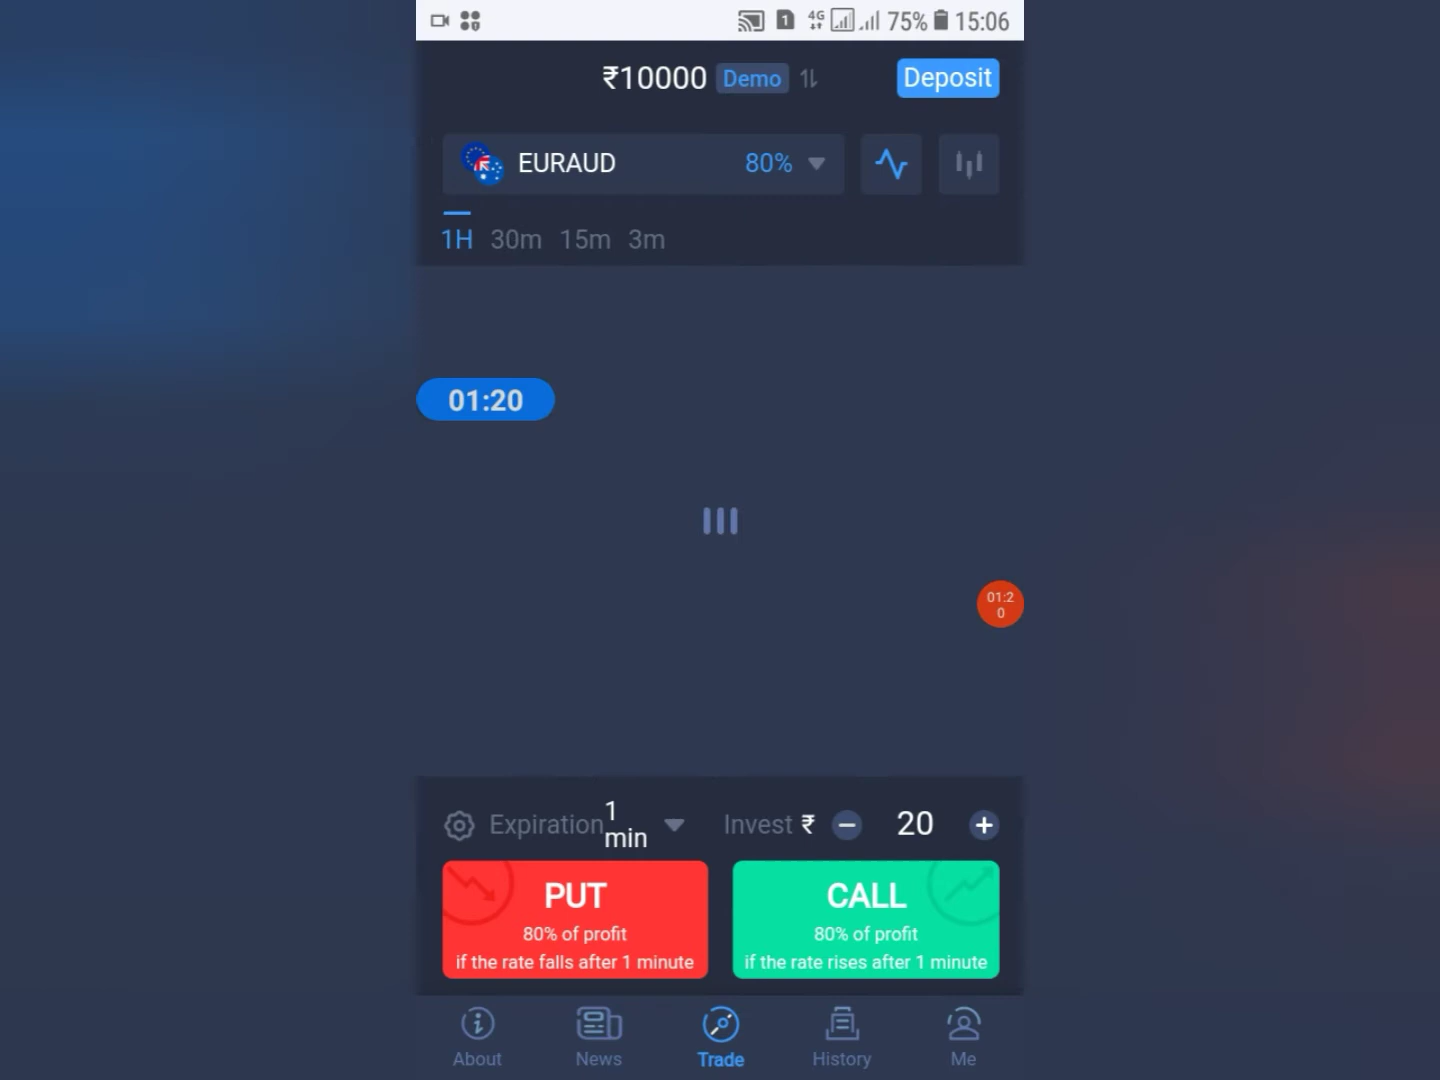 1 4G 75% 15:06
₹10000 Demo Deposit
EURAUD 80%
1H 30m 15m 3m
01:20
01:2
0
Expiration 1 min Invest ₹ 20
PUT
80% of profit
if the rate falls after 1 minute
CALL
80% of profit
if the rate rises after 1 minute
About News Trade History Me